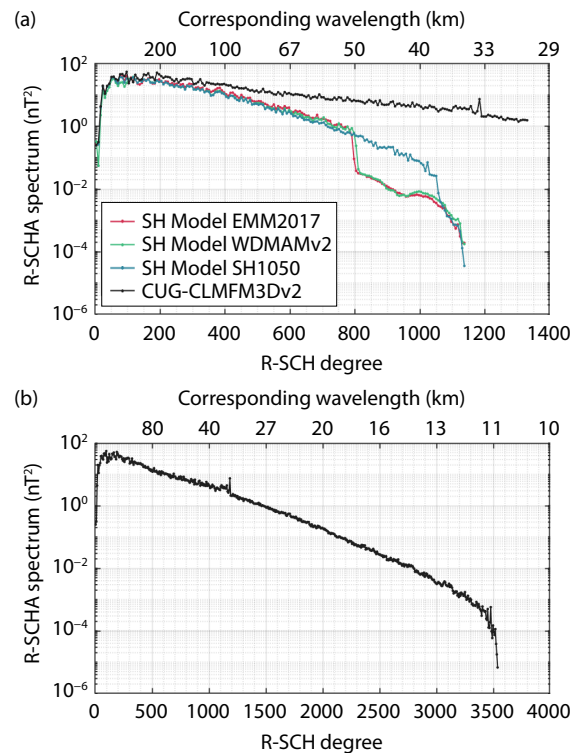 (a)
Corresponding wavelength (km)
200 100 67 50 40 33 29
R-SCHA spectrum (nT²)
10² 10⁰ 10⁻² 10⁻⁴ 10⁻⁶
SH Model EMM2017
SH Model WDMAMv2
SH Model SH1050
CUG-CLMFM3Dv2
0 200 400 600 800 1000 1200 1400
R-SCH degree
(b)
Corresponding wavelength (km)
80 40 27 20 16 13 11 10
R-SCHA spectrum (nT²)
10² 10⁰ 10⁻² 10⁻⁴ 10⁻⁶
0 500 1000 1500 2000 2500 3000 3500 4000
R-SCH degree